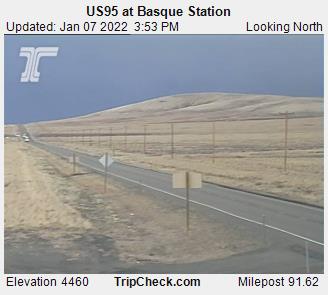 US95 at Basque Station
Updated: Jan 07 2022 3:53 PM Looking North
Elevation 4460 TripCheck.com Milepost 91.62